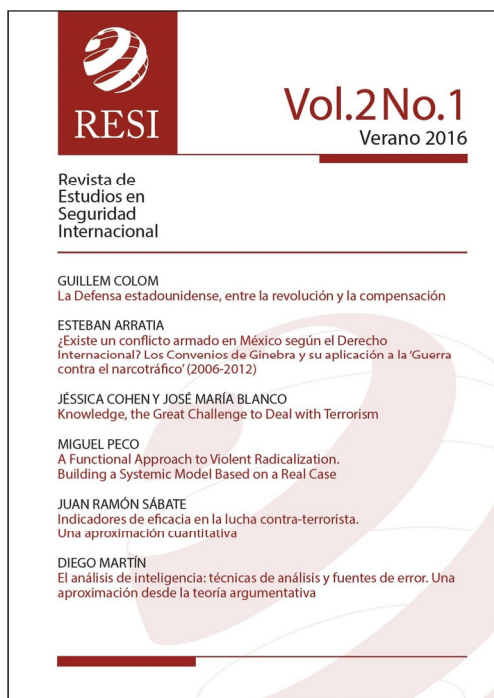 RESI
Vol.2No.1
Verano 2016
Revista de
Estudios en
Seguridad
Internacional
GUILLEM COLOM
La Defensa estadounidense, entre la revolución y la compensación
ESTEBAN ARRATIA
¿Existe un conflicto armado en México según el Derecho
Internacional? Los Convenios de Ginebra y su aplicación a la ‘Guerra
contra el narcotráfico’ (2006-2012)
JÉSSICA COHEN Y JOSÉ MARÍA BLANCO
Knowledge, the Great Challenge to Deal with Terrorism
MIGUEL PECO
A Functional Approach to Violent Radicalization.
Building a Systemic Model Based on a Real Case
JUAN RAMÓN SÁBATE
Indicadores de eficacia en la lucha contra-terrorista.
Una aproximación cuantitativa
DIEGO MARTÍN
El análisis de inteligencia: técnicas de análisis y fuentes de error. Una
aproximación desde la teoría argumentativa